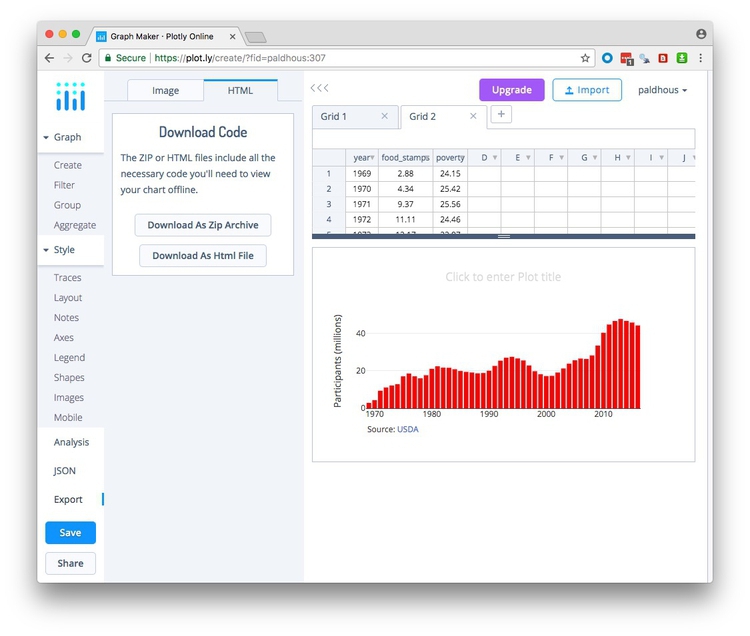 Graph Maker · Plotly Online
Secure https://plot.ly/create/?fid=paldhous:307
1
Image HTML
Upgrade Import paldhous
Graph
Grid 1 Grid 2
Download Code
The ZIP or HTML files include all the
necessary code you'll need to view
your chart offline.
Download As Zip Archive
Download As Html File
Create
Filter
Group
Aggregate
Style
Traces
Layout
Notes
Axes
Legend
Shapes
Images
Mobile
Analysis
JSON
Export
Save
Share
year food_stamps poverty D E F G H I J
1 1969 2.88 24.15
2 1970 4.34 25.42
3 1971 9.37 25.56
4 1972 11.11 24.46
Click to enter Plot title
Participants (millions)
40
20
0
1970 1980 1990 2000 2010
Source: USDA